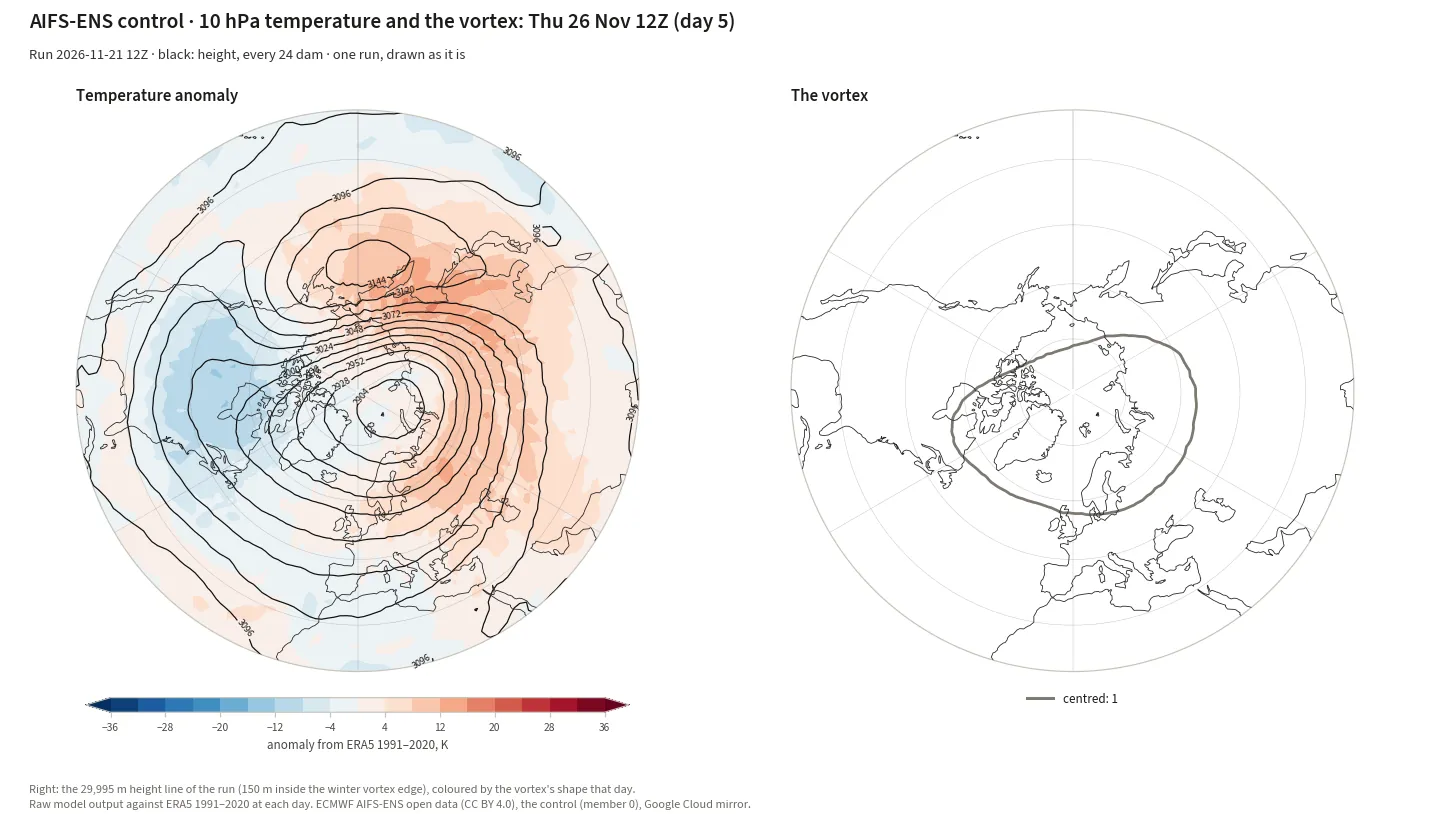 AIFS-ENS control · 10 hPa temperature and the vortex: Thu 26 Nov 12Z (day 5)
Run 2026-11-21 12Z · black: height, every 24 dam · one run, drawn as it is
Temperature anomaly
The vortex
3096
3096
3096
3096
3144
3120
3072
3048
3024
3000
2952
2928
2904
3096
3096
3096
−36 −28 −20 −12 −4 4 12 20 28 36
anomaly from ERA5 1991–2020, K
centred: 1
Right: the 29,995 m height line of the run (150 m inside the winter vortex edge), coloured by the vortex's shape that day.
Raw model output against ERA5 1991–2020 at each day. ECMWF AIFS-ENS open data (CC BY 4.0), the control (member 0), Google Cloud mirror.